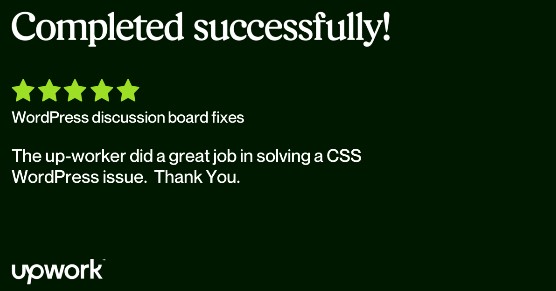 Completed successfully!
WordPress discussion board fixes
The up-worker did a great job in solving a CSS
WordPress issue.  Thank You.
upwork